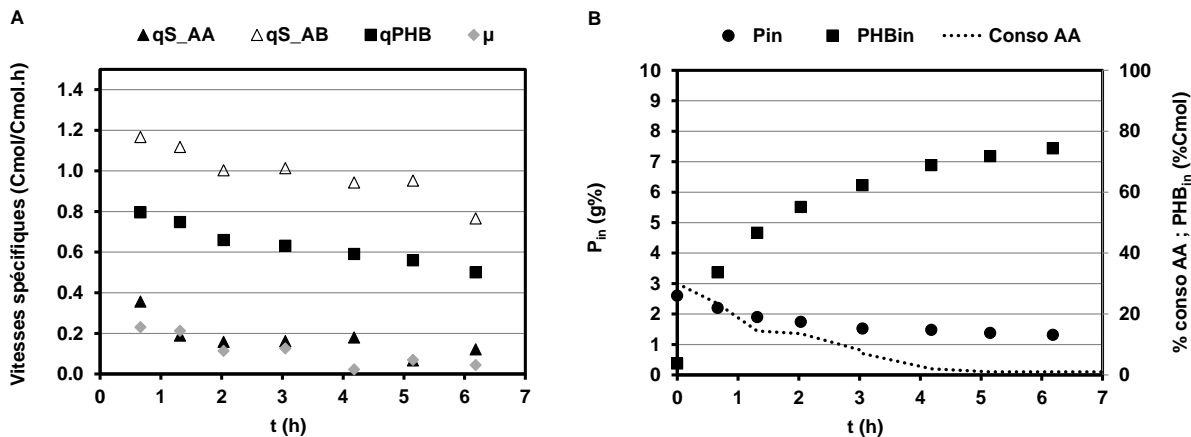 A
▲qS_AA △qS_AB ■qPHB ◆µ
Vitesses spécifiques (Cmol/Cmol.h)
1.4
1.2
1.0
0.8
0.6
0.4
0.2
0.0
0 1 2 3 4 5 6 7
t (h)
B
● Pin ■ PHBin Conso AA
P_in (g%)
10
9
8
7
6
5
4
3
2
1
0
100
80
60
40
20
0
% conso AA ; PHB_in (%Cmol)
0 1 2 3 4 5 6 7
t (h)